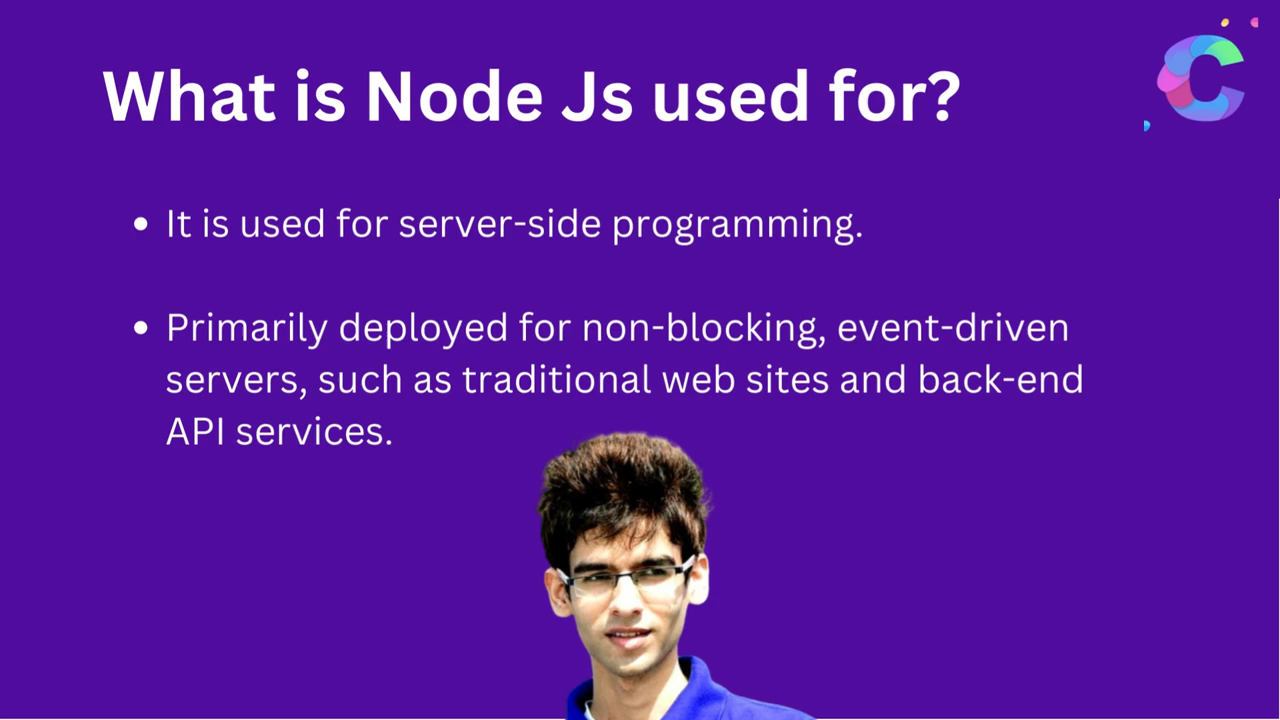 What is Node Js used for?
It is used for server-side programming.
Primarily deployed for non-blocking, event-driven
servers, such as traditional web sites and back-end
API services.